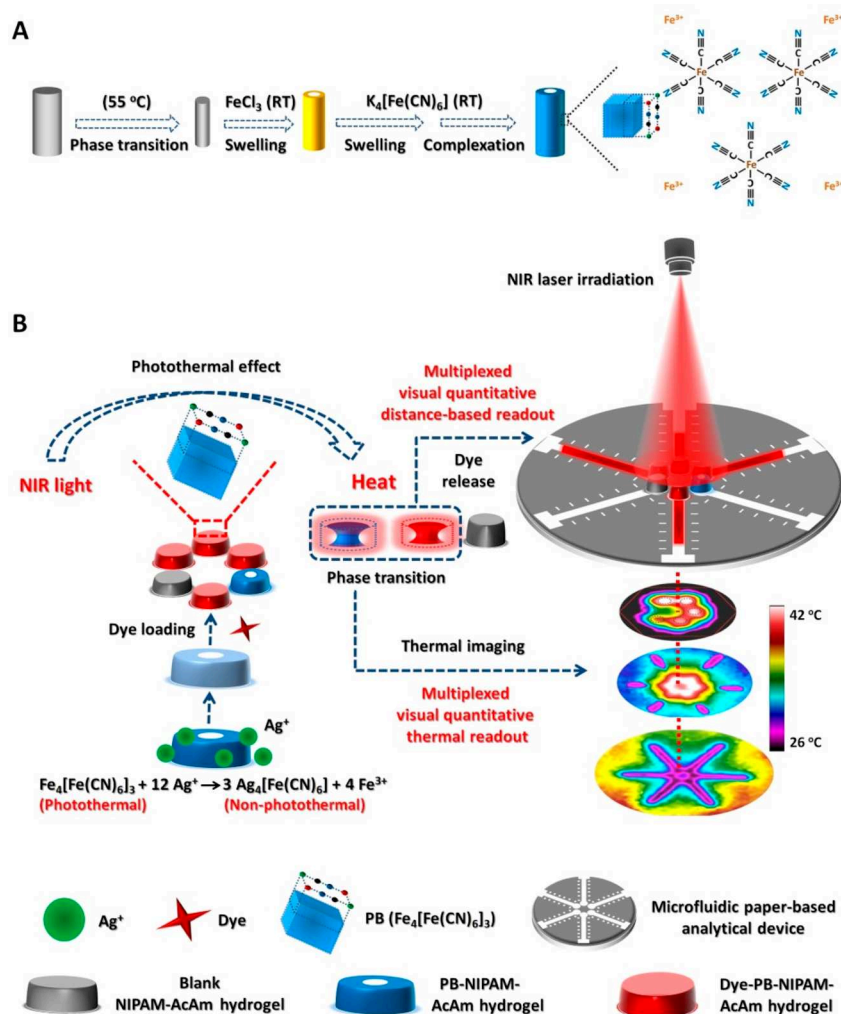 A
(55 °C)
Phase transition
FeCl₃ (RT)
Swelling
K₄[Fe(CN)₆] (RT)
Swelling
Complexation
Fe³⁺
Fe³⁺
N
C
N
C
C
N
Fe
N
C
C
N
C
N
N
C
N
C
C
N
Fe
N
C
C
N
C
N
N
C
N
C
C
N
Fe
N
C
C
N
C
N
Fe³⁺
Fe³⁺
NIR laser irradiation
B
Photothermal effect
Multiplexed
visual quantitative
distance-based readout
NIR light
Heat
Dye
release
Phase transition
Dye loading
Thermal imaging
Multiplexed
visual quantitative
thermal readout
42 °C
26 °C
Ag⁺
Fe₄[Fe(CN)₆]₃ + 12 Ag⁺ → 3 Ag₄[Fe(CN)₆] + 4 Fe³⁺
(Photothermal) (Non-photothermal)
Ag⁺
Dye
PB (Fe₄[Fe(CN)₆]₃)
Microfluidic paper-based
analytical device
Blank
NIPAM-AcAm hydrogel
PB-NIPAM-
AcAm hydrogel
Dye-PB-NIPAM-
AcAm hydrogel